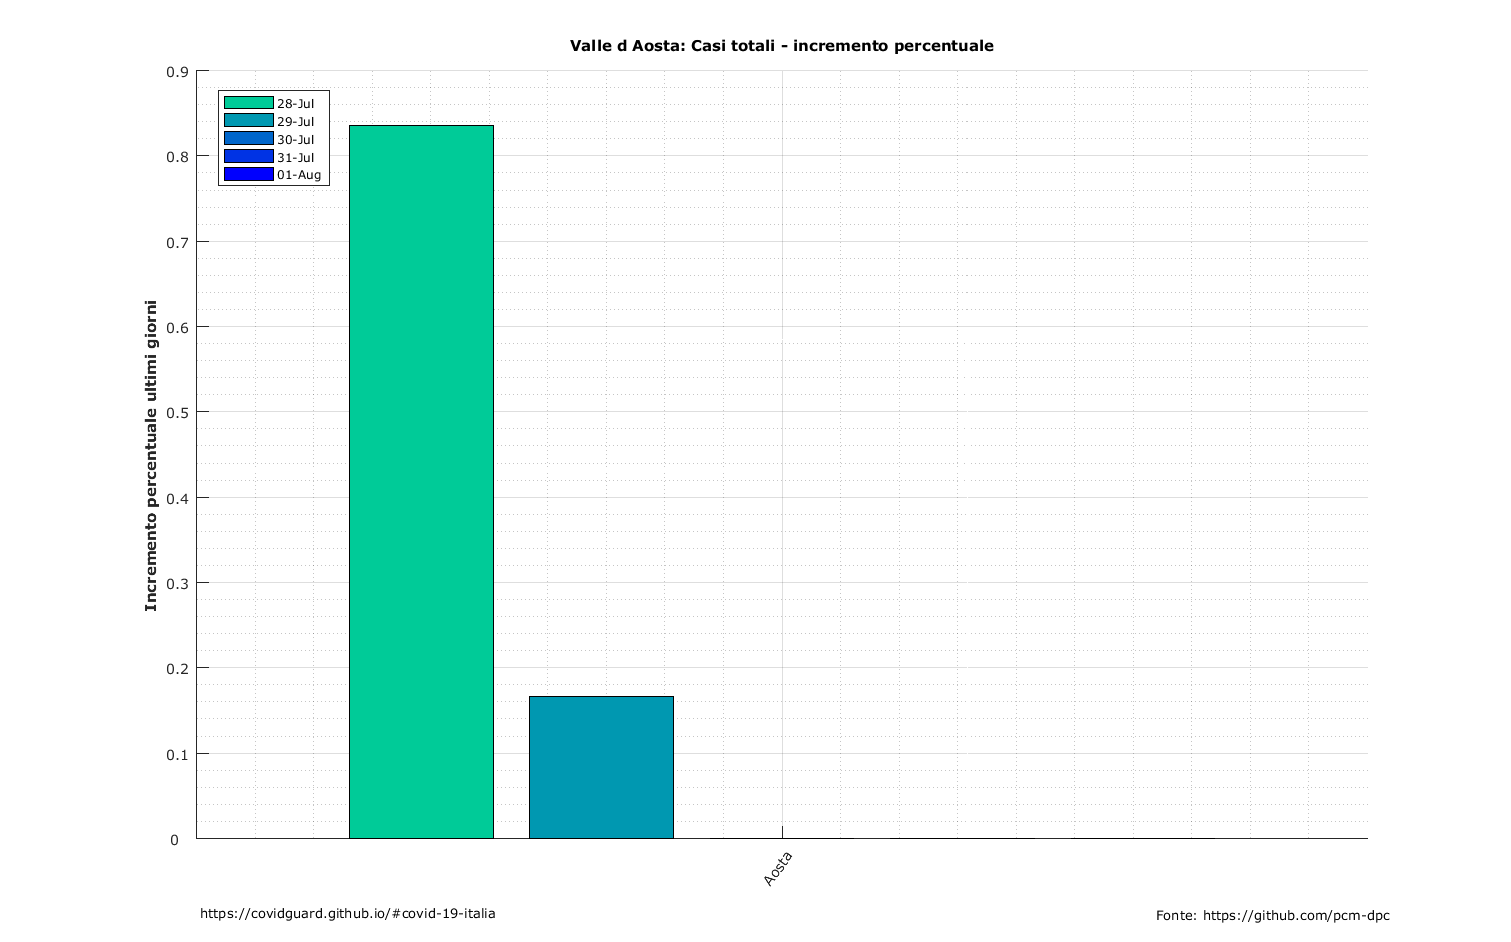 Valle d Aosta: Casi totali - incremento percentuale
0.9
0.8
0.7
0.6
0.5
0.4
0.3
0.2
0.1
0
28-Jul
29-Jul
30-Jul
31-Jul
01-Aug
Incremento percentuale ultimi giorni
Aosta
https://covidguard.github.io/#covid-19-italia
Fonte: https://github.com/pcm-dpc